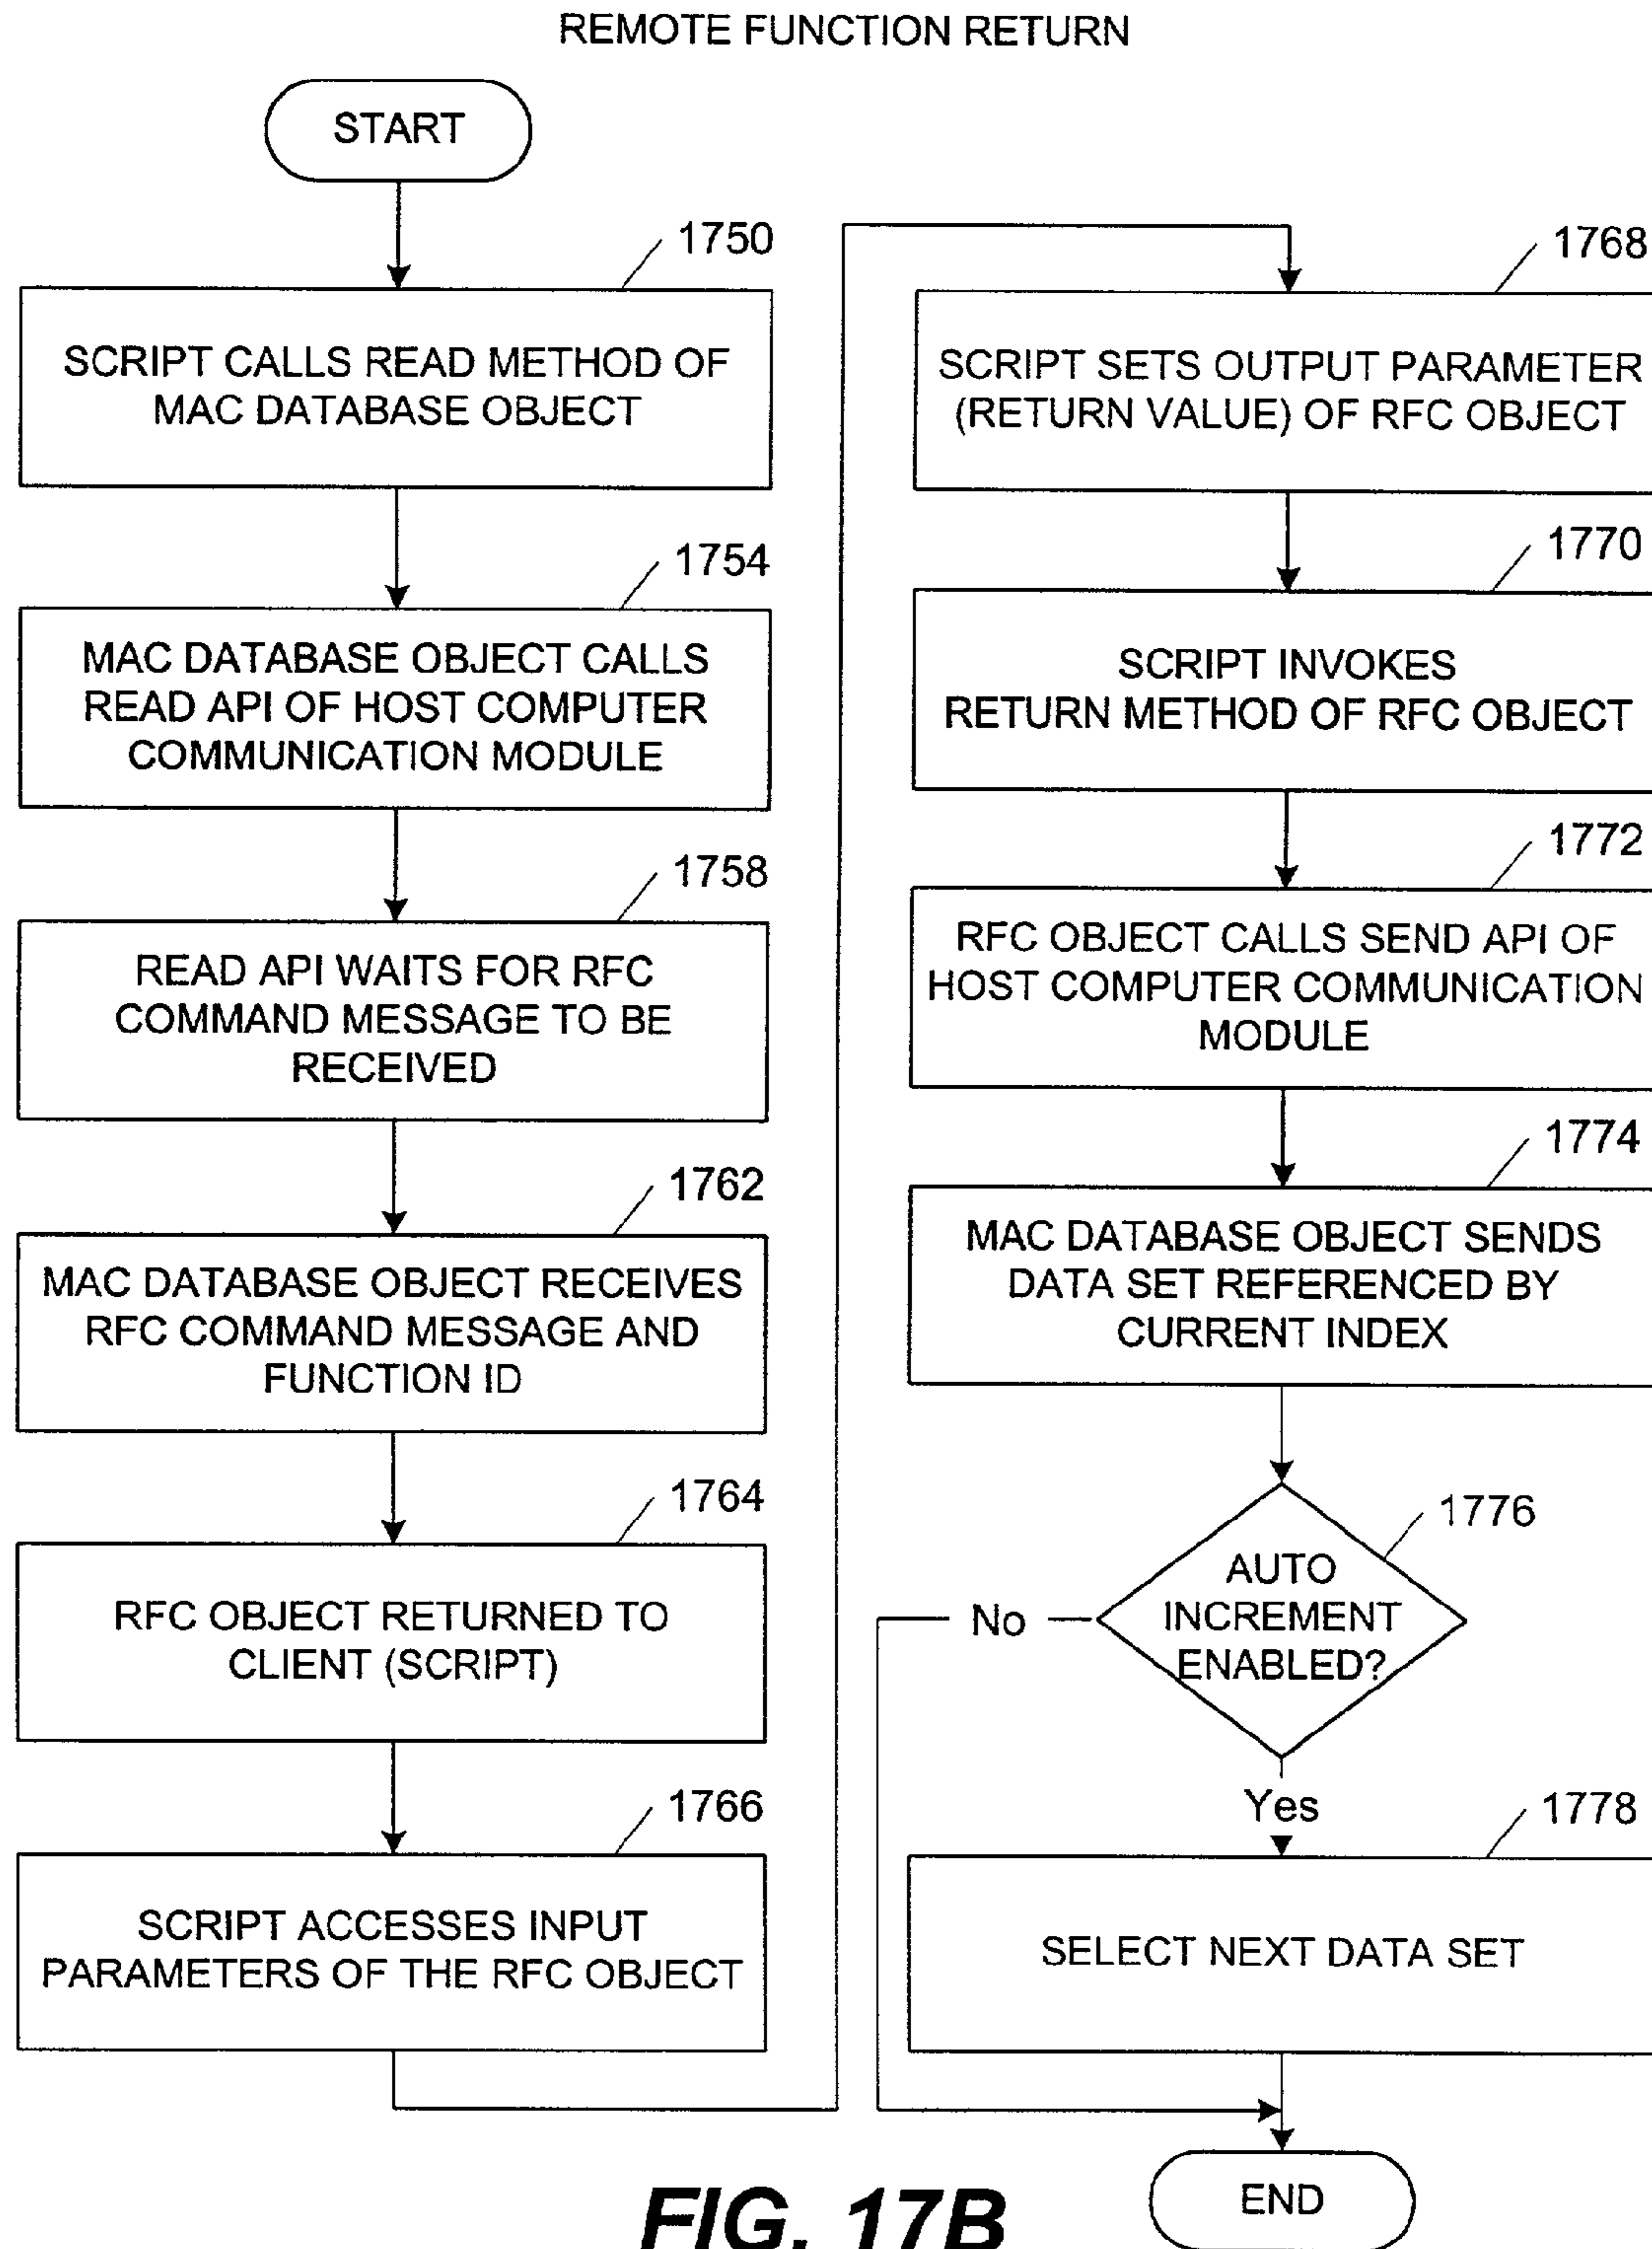 REMOTE FUNCTION RETURN
START
1750
SCRIPT CALLS READ METHOD OF
MAC DATABASE OBJECT
1754
MAC DATABASE OBJECT CALLS
READ API OF HOST COMPUTER
COMMUNICATION MODULE
1758
READ API WAITS FOR RFC
COMMAND MESSAGE TO BE
RECEIVED
1762
MAC DATABASE OBJECT RECEIVES
RFC COMMAND MESSAGE AND
FUNCTION ID
1764
RFC OBJECT RETURNED TO
CLIENT (SCRIPT)
1766
SCRIPT ACCESSES INPUT
PARAMETERS OF THE RFC OBJECT
1768
SCRIPT SETS OUTPUT PARAMETER
(RETURN VALUE) OF RFC OBJECT
1770
SCRIPT INVOKES
RETURN METHOD OF RFC OBJECT
1772
RFC OBJECT CALLS SEND API OF
HOST COMPUTER COMMUNICATION
MODULE
1774
MAC DATABASE OBJECT SENDS
DATA SET REFERENCED BY
CURRENT INDEX
1776
AUTO
INCREMENT
ENABLED?
No
Yes
1778
SELECT NEXT DATA SET
END
FIG. 17B